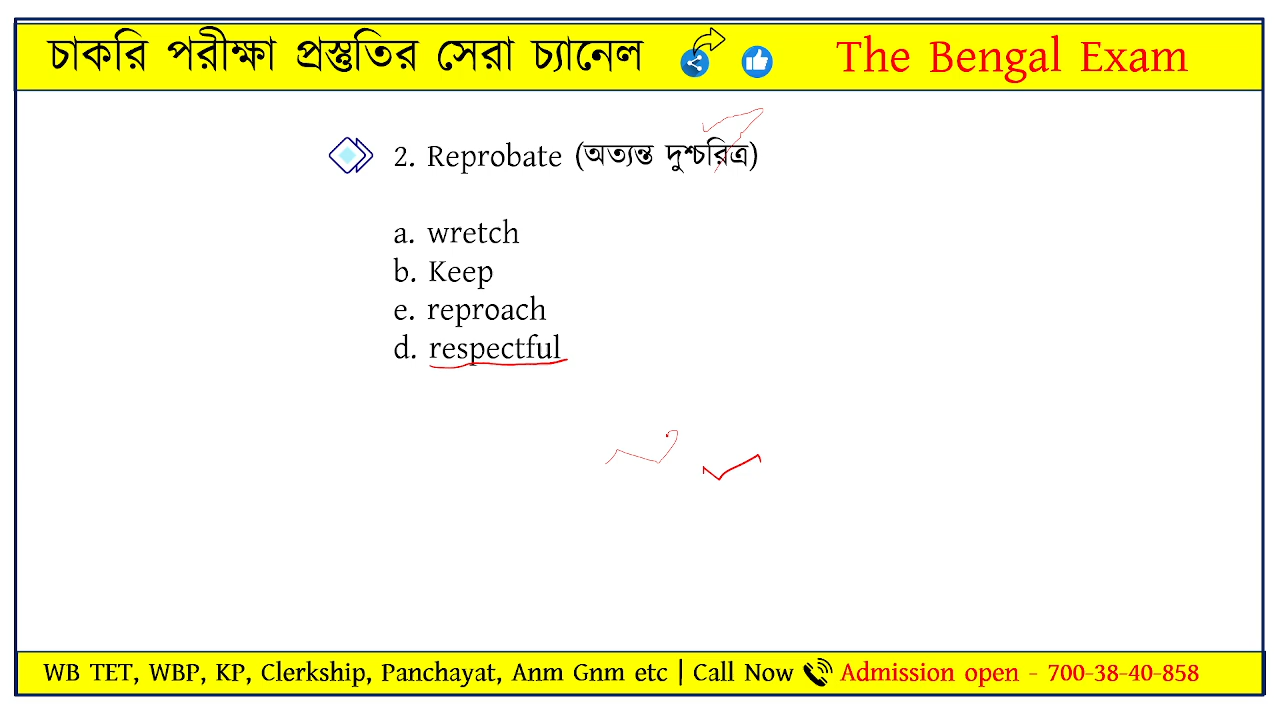 চাকরি পরীক্ষা প্রস্তুতির সেরা চ্যানেল The Bengal Exam
2. Reprobate (অত্যন্ত দুশ্চরিত্র)
a. wretch
b. Keep
e. reproach
d. respectful
WB TET, WBP, KP, Clerkship, Panchayat, Anm Gnm etc | Call Now Admission open - 700-38-40-858